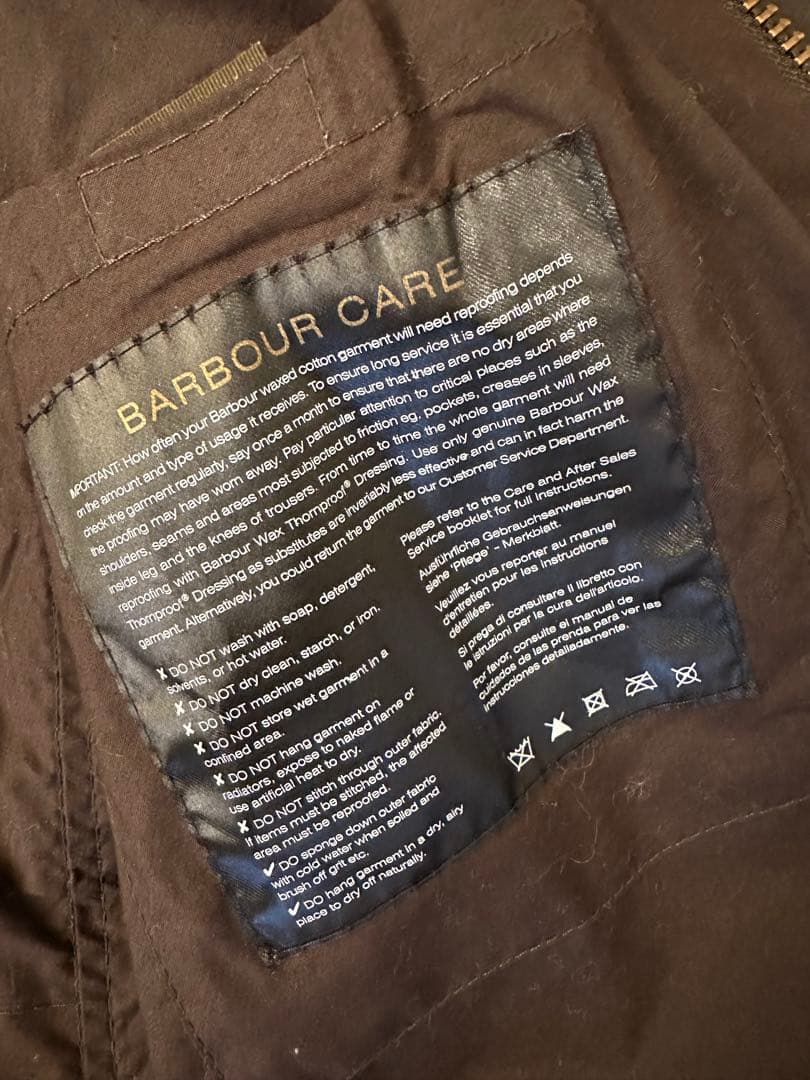 BARBOUR CARE
IMPORTANT: How often your Barbour waxed cotton garment will need reproofing depends
on the amount and type of usage it receives. To ensure long service it is essential that you
check the garment regularly, say once a month to ensure that there are no dry areas where
the proofing may have worn away. Pay particular attention to critical places such as the
shoulders, seams and areas most subjected to friction eg, pockets, creases in sleeves,
inside leg and the knees of trousers. From time to time the whole garment will need
reproofing with Barbour Wax Thornproof® Dressing. Use only genuine Barbour Wax
Thornproof® Dressing as substitutes are invariably less effective and can in fact harm the
garment. Alternatively, you could return the garment to our Customer Service Department.
✗ DO NOT wash with soap, detergent,
solvents, or hot water.
✗ DO NOT dry clean, starch, or iron.
✗ DO NOT machine wash.
✗ DO NOT store wet garment in a
confined area.
✗ DO NOT hang garment on
radiators, expose to naked flame or
use artificial heat to dry.
✗ DO NOT stitch through outer fabric.
If items must be stitched, the affected
area must be reproofed.
✓ DO sponge down outer fabric
with cold water when soiled and
brush off grit etc.
✓ DO hang garment in a dry, airy
place to dry off naturally.
Please refer to the Care and After Sales
Service booklet for full instructions.
Ausführliche Gebrauchsanweisungen
siehe 'Pflege' - Merkblatt.
Veuillez vous reporter au manuel
d'entretien pour les instructions
détaillées.
Si prega di consultare il libretto con
le istruzioni per la cura dell'articolo.
Por favor, consulte el manual de
cuidados de las prenda para ver las
instrucciones detalladamente.